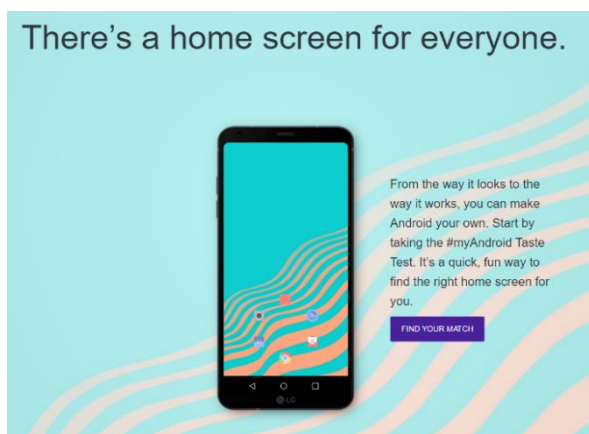 There's a home screen for everyone.
From the way it looks to the
way it works, you can make
Android your own. Start by
taking the #myAndroid Taste
Test. It's a quick, fun way to
find the right home screen for
you.
FIND YOUR MATCH
LG